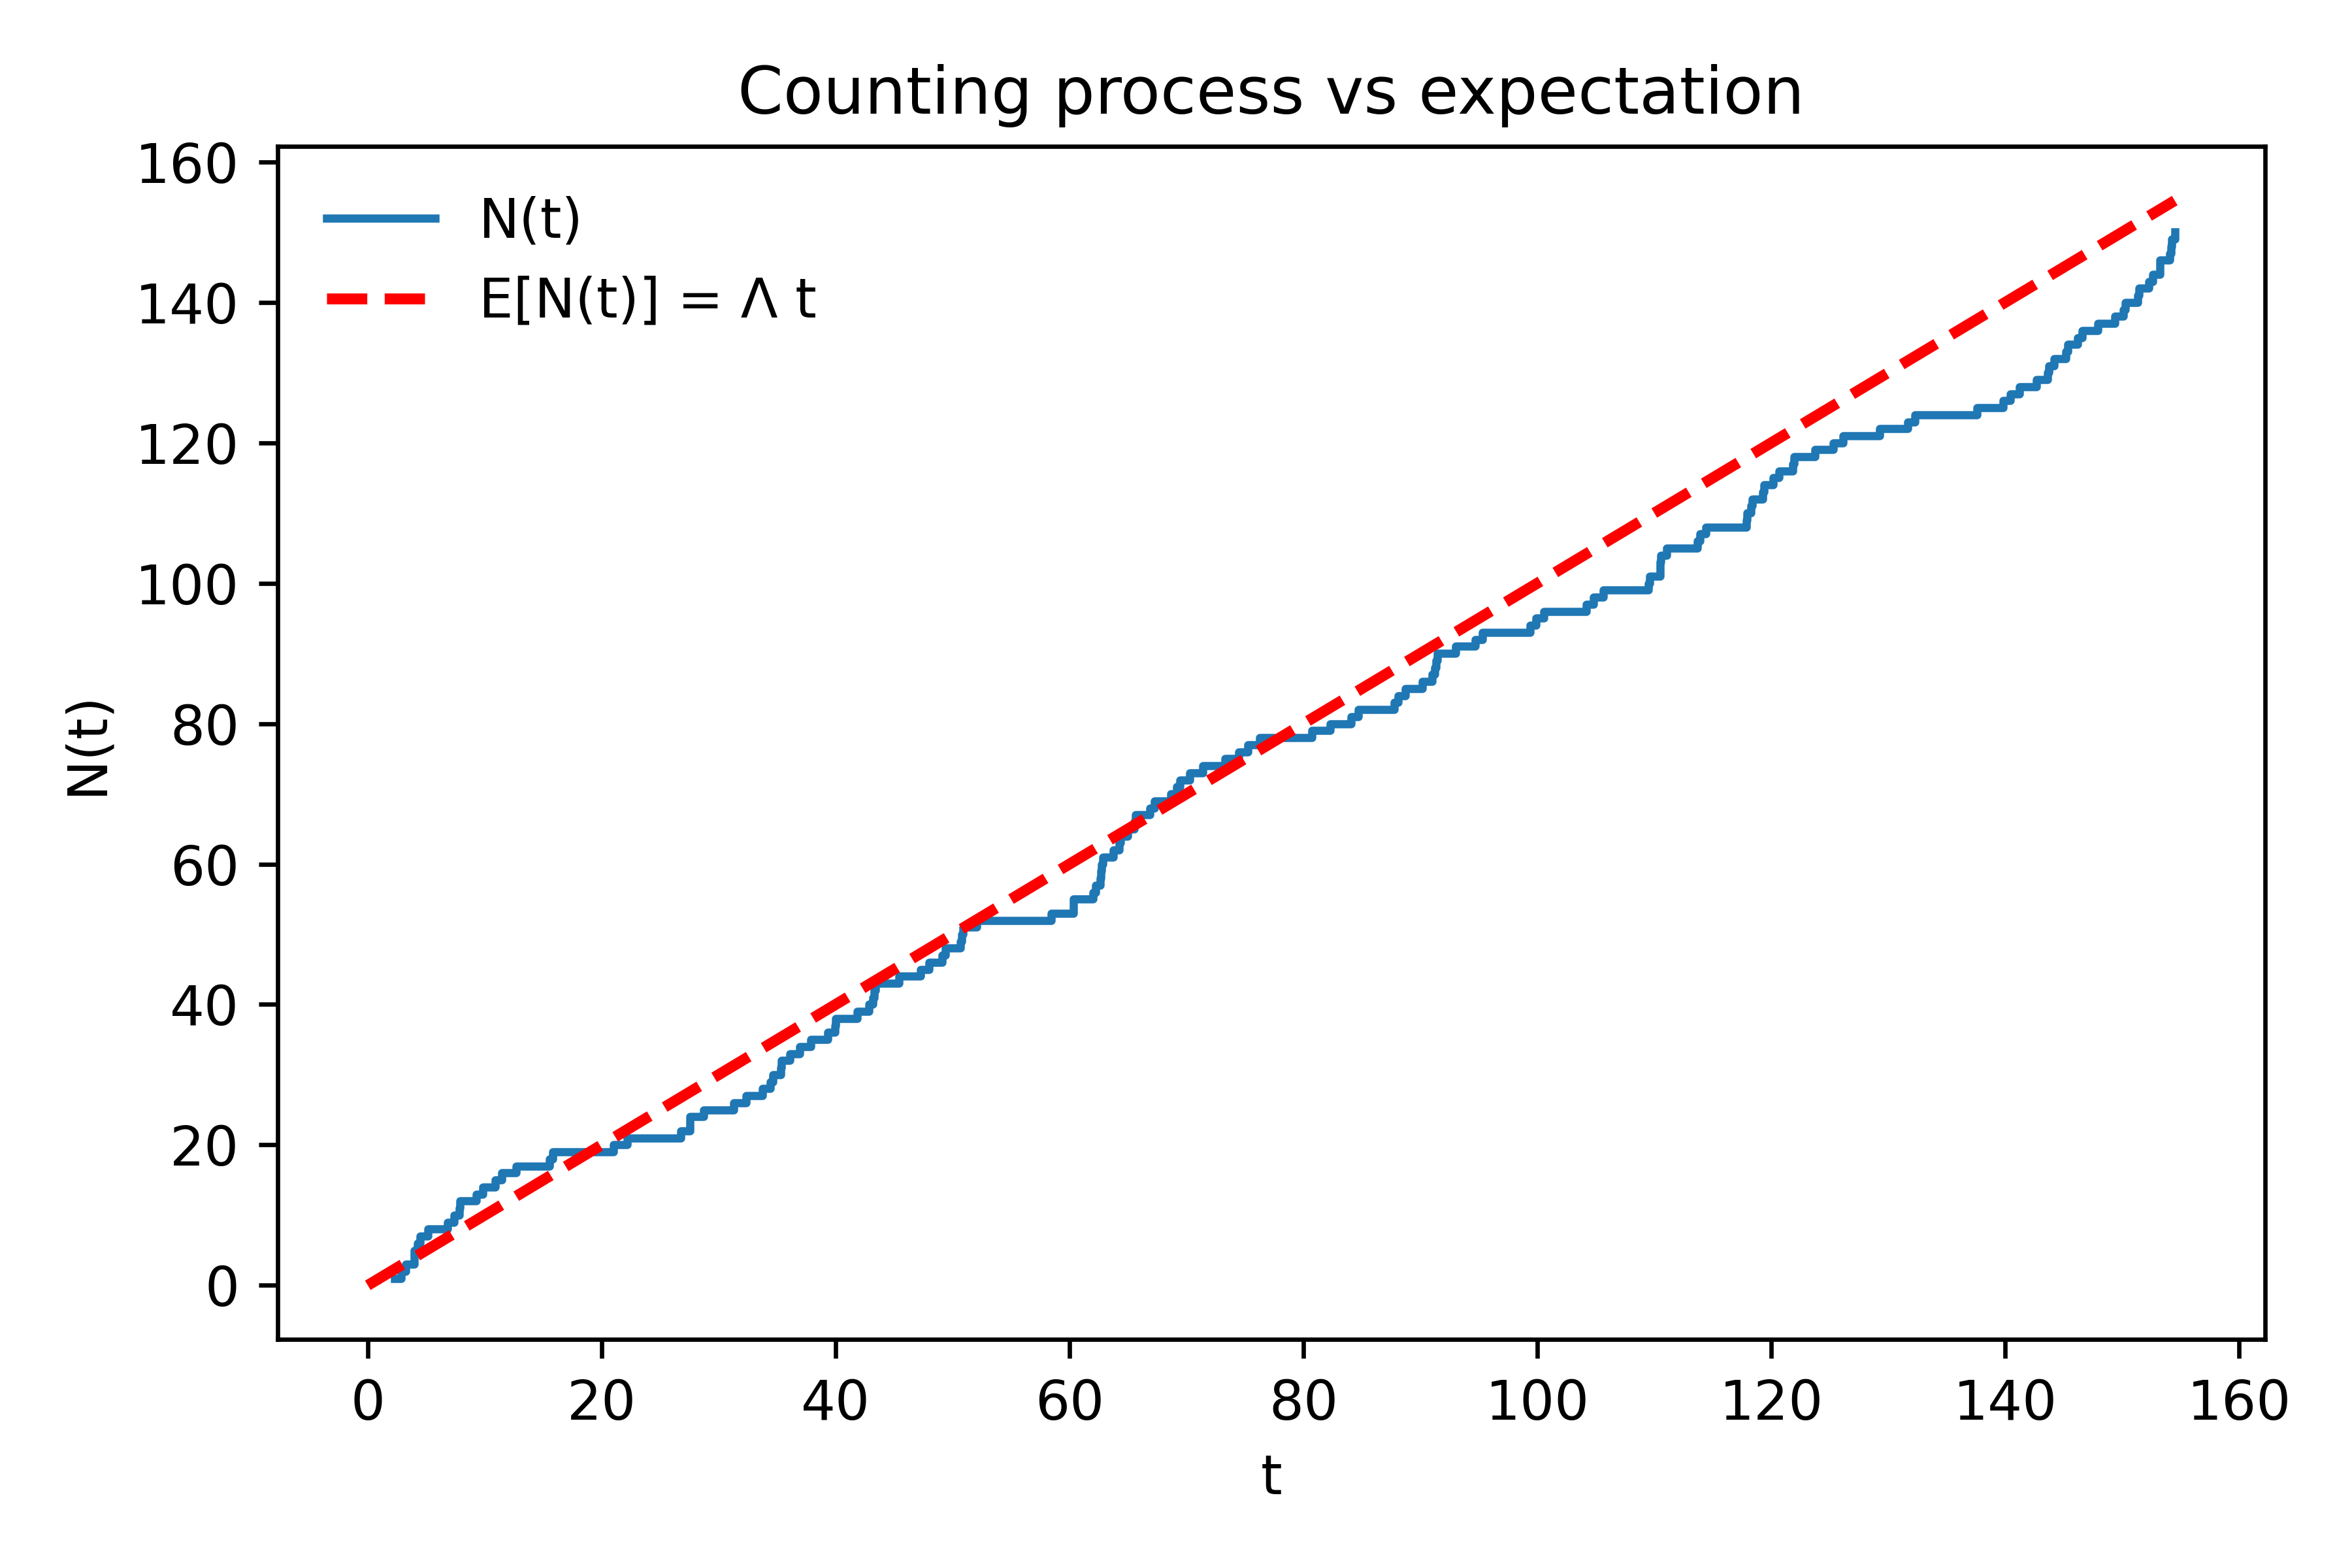 Counting process vs expectation
N(t)
E[N(t)] = Λ t
160
140
120
100
80
60
40
20
0
N(t)
0 20 40 60 80 100 120 140 160
t